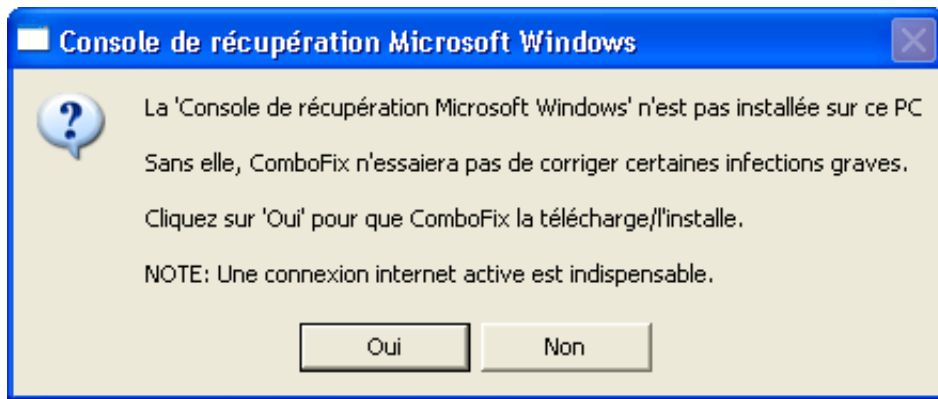 Console de récupération Microsoft Windows
La 'Console de récupération Microsoft Windows' n'est pas installée sur ce PC
Sans elle, ComboFix n'essaiera pas de corriger certaines infections graves.
Cliquez sur 'Oui' pour que ComboFix la télécharge/l'installe.
NOTE: Une connexion internet active est indispensable.
Oui
Non